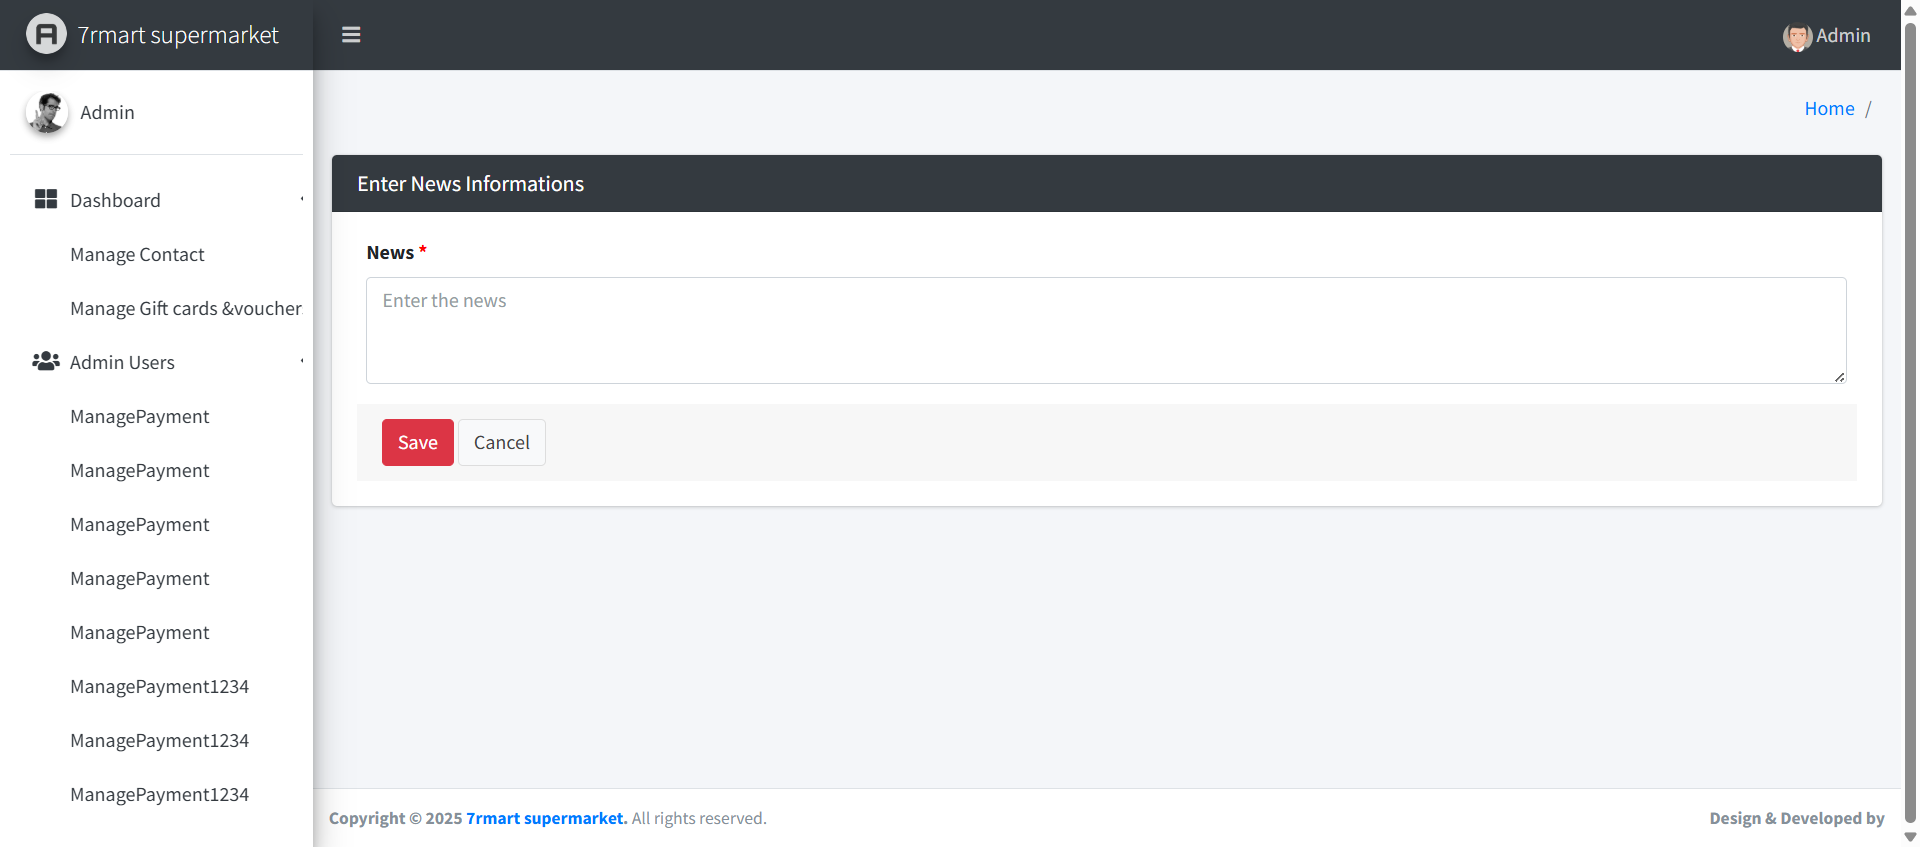 7rmart supermarket
Admin
Admin
Home /
Dashboard
Manage Contact
Manage Gift cards &voucher
Admin Users
ManagePayment
ManagePayment
ManagePayment
ManagePayment
ManagePayment
ManagePayment1234
ManagePayment1234
ManagePayment1234
Enter News Informations
News *
Enter the news
Save Cancel
Copyright © 2025 7rmart supermarket. All rights reserved.
Design & Developed by